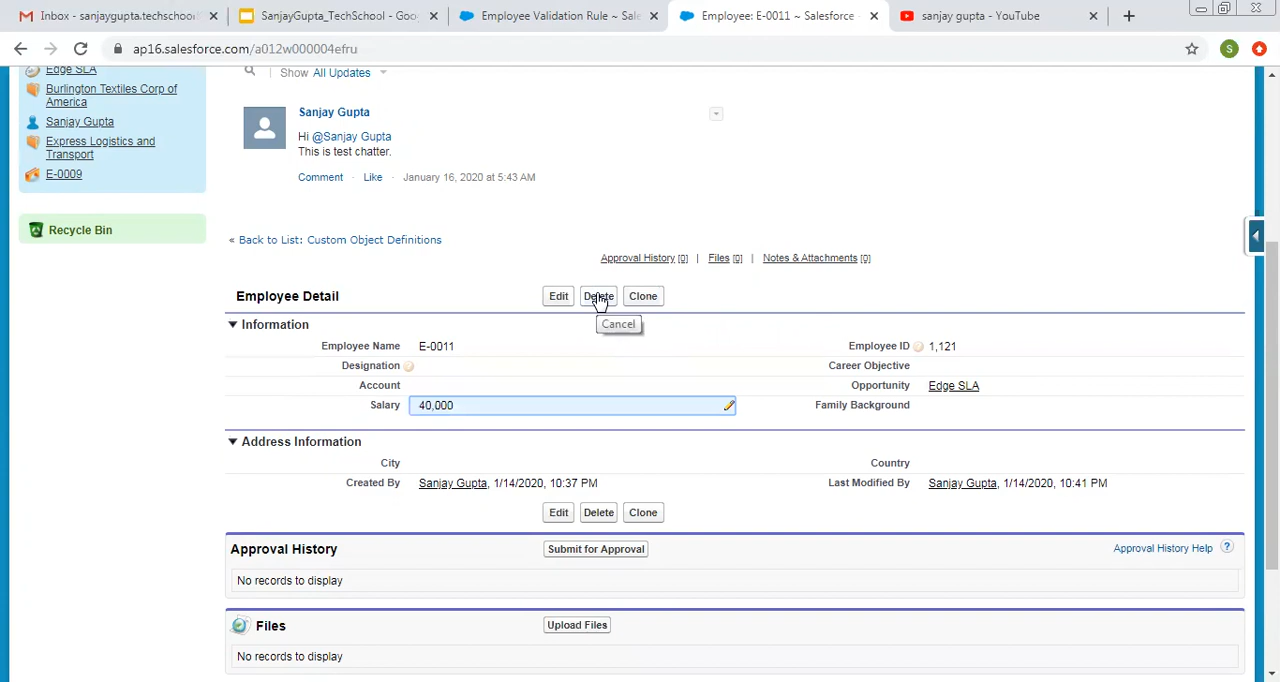 Inbox - sanjaygupta.techschool
SanjayGupta_TechSchool - Goo
Employee Validation Rule ~ Sale
Employee: E-0011 ~ Salesforce -
sanjay gupta - YouTube
ap16.salesforce.com/a012w000004efru
S
Edge SLA
Burlington Textiles Corp of
America
Sanjay Gupta
Express Logistics and
Transport
E-0009
Recycle Bin
Show All Updates
Sanjay Gupta
Hi @Sanjay Gupta
This is test chatter.
Comment · Like · January 16, 2020 at 5:43 AM
« Back to List: Custom Object Definitions
Approval History [0] | Files [0] | Notes & Attachments [0]
Employee Detail
Edit Delete Clone
Cancel
Information
Employee Name E-0011
Employee ID 1,121
Designation
Career Objective
Account
Opportunity Edge SLA
Salary 40,000
Family Background
Address Information
City
Country
Created By Sanjay Gupta, 1/14/2020, 10:37 PM
Last Modified By Sanjay Gupta, 1/14/2020, 10:41 PM
Edit Delete Clone
Approval History
Submit for Approval
Approval History Help ?
No records to display
Files
Upload Files
No records to display